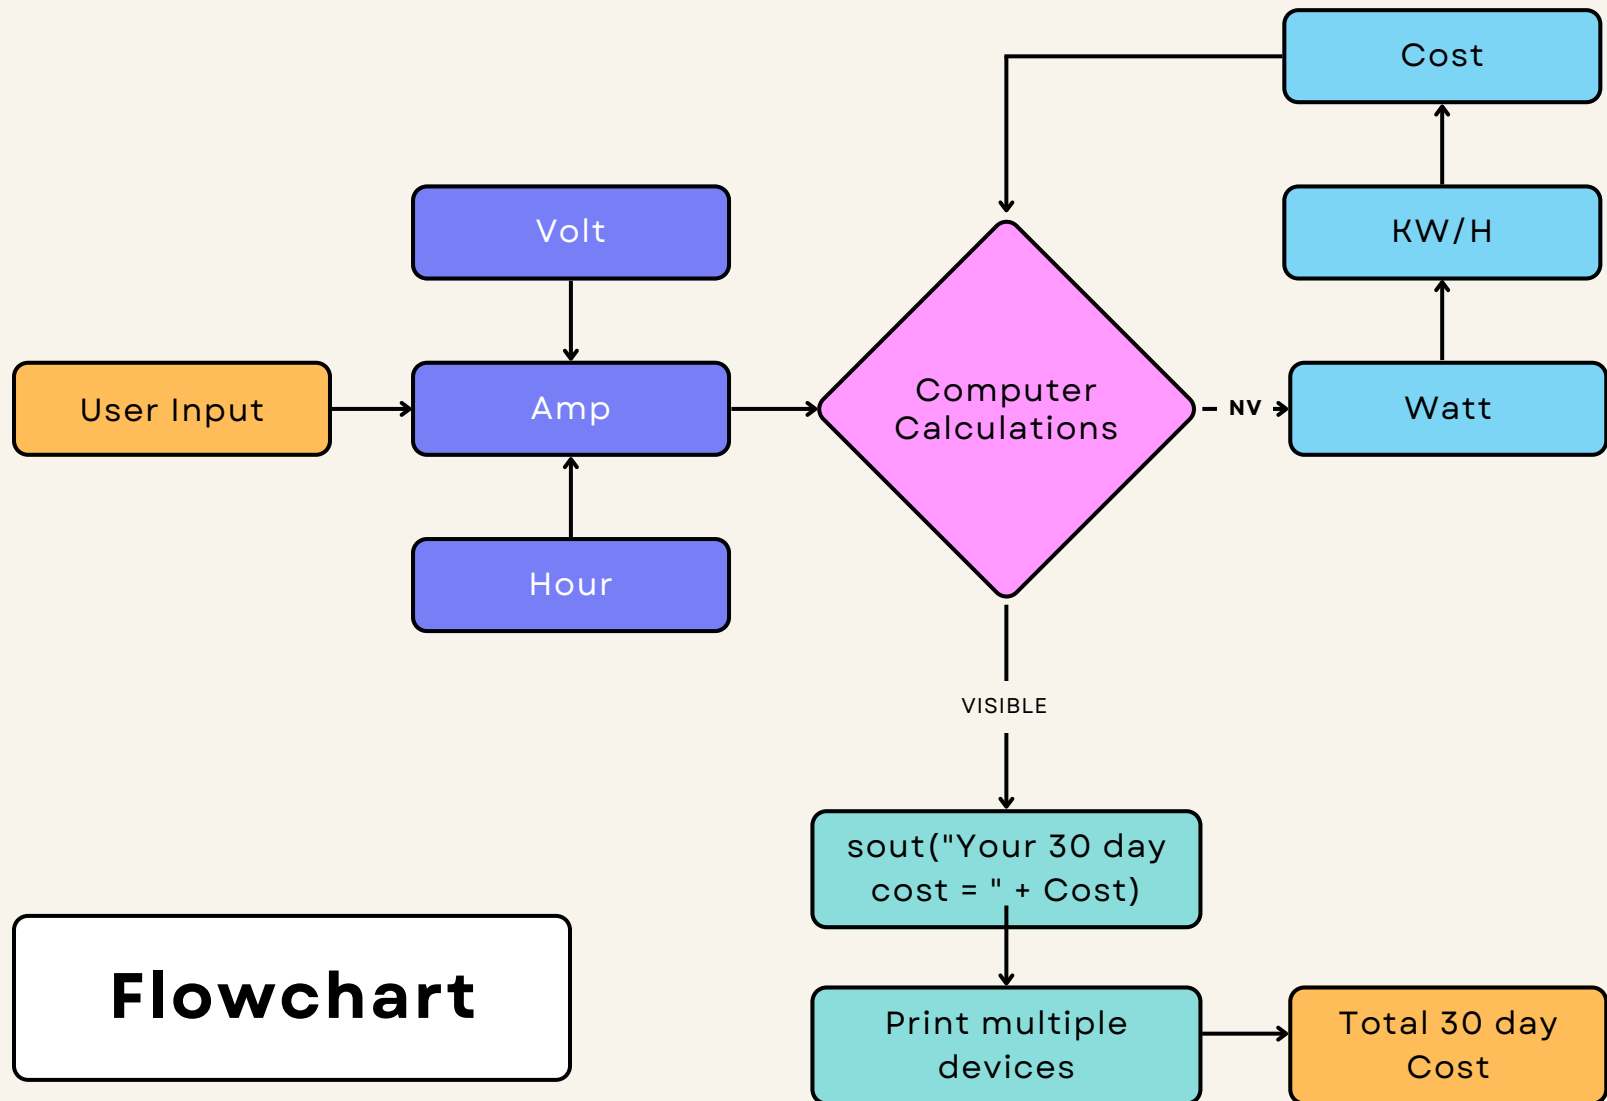 Cost
Volt
KW/H
User Input
Amp
Computer
Calculations
NV
Watt
Hour
VISIBLE
sout("Your 30 day
cost = " + Cost)
Flowchart
Print multiple
devices
Total 30 day
Cost